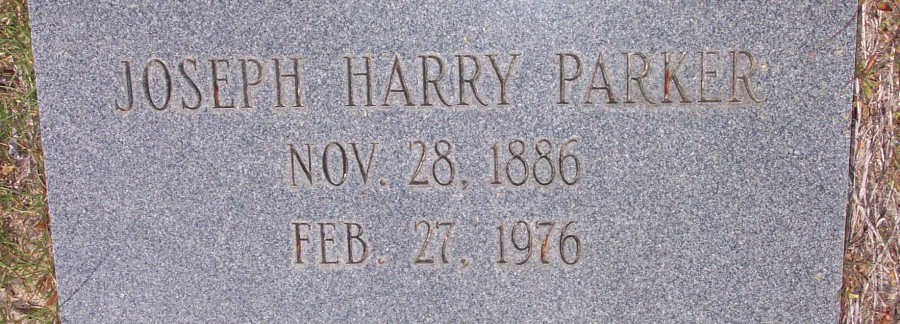 JOSEPH HARRY PARKER
NOV. 28, 1886
FEB. 27, 1976